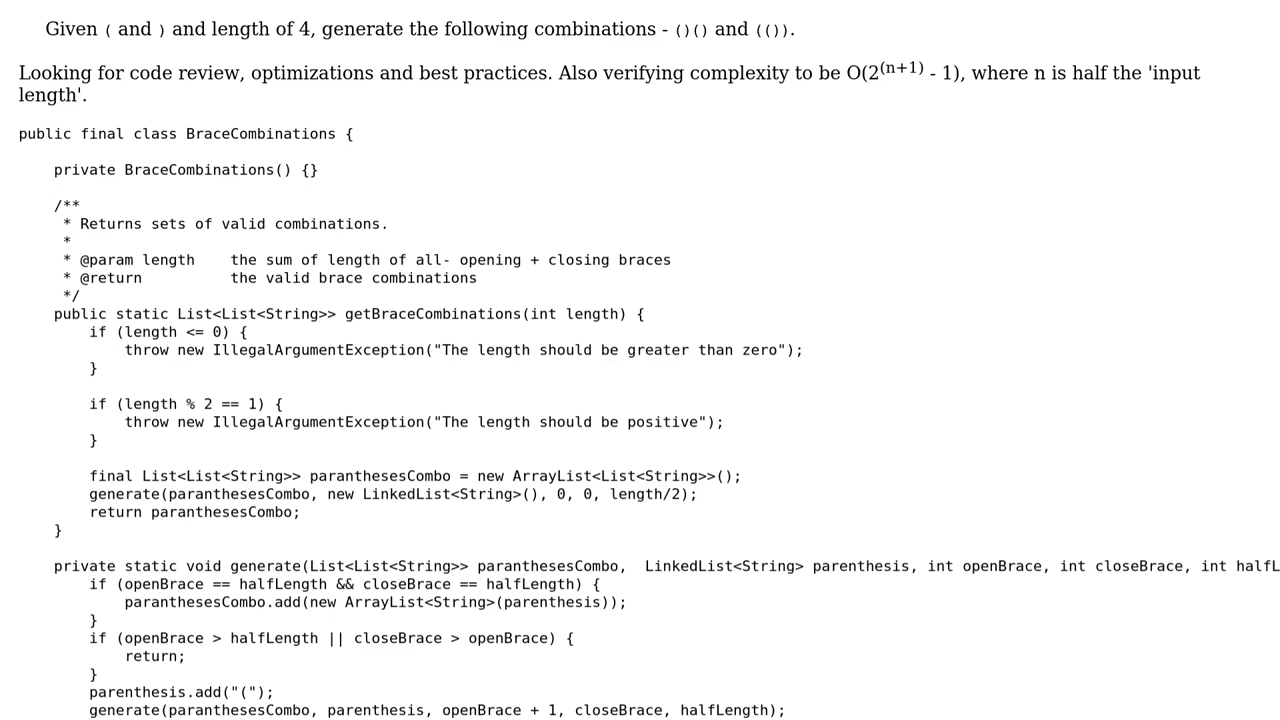 Given ( and ) and length of 4, generate the following combinations - ()() and (()).
Looking for code review, optimizations and best practices. Also verifying complexity to be O(2(n+1) - 1), where n is half the 'input
length'.
public final class BraceCombinations {
    private BraceCombinations() {}
    /**
     * Returns sets of valid combinations.
     *
     * @param length    the sum of length of all- opening + closing braces
     * @return          the valid brace combinations
     */
    public static List<List<String>> getBraceCombinations(int length) {
        if (length <= 0) {
            throw new IllegalArgumentException("The length should be greater than zero");
        }
        if (length % 2 == 1) {
            throw new IllegalArgumentException("The length should be positive");
        }
        final List<List<String>> paranthesesCombo = new ArrayList<List<String>>();
        generate(paranthesesCombo, new LinkedList<String>(), 0, 0, length/2);
        return paranthesesCombo;
    }
    private static void generate(List<List<String>> paranthesesCombo,  LinkedList<String> parenthesis, int openBrace, int closeBrace, int halfL
        if (openBrace == halfLength && closeBrace == halfLength) {
            paranthesesCombo.add(new ArrayList<String>(parenthesis));
        }
        if (openBrace > halfLength || closeBrace > openBrace) {
            return;
        }
        parenthesis.add("(");
        generate(paranthesesCombo, parenthesis, openBrace + 1, closeBrace, halfLength);